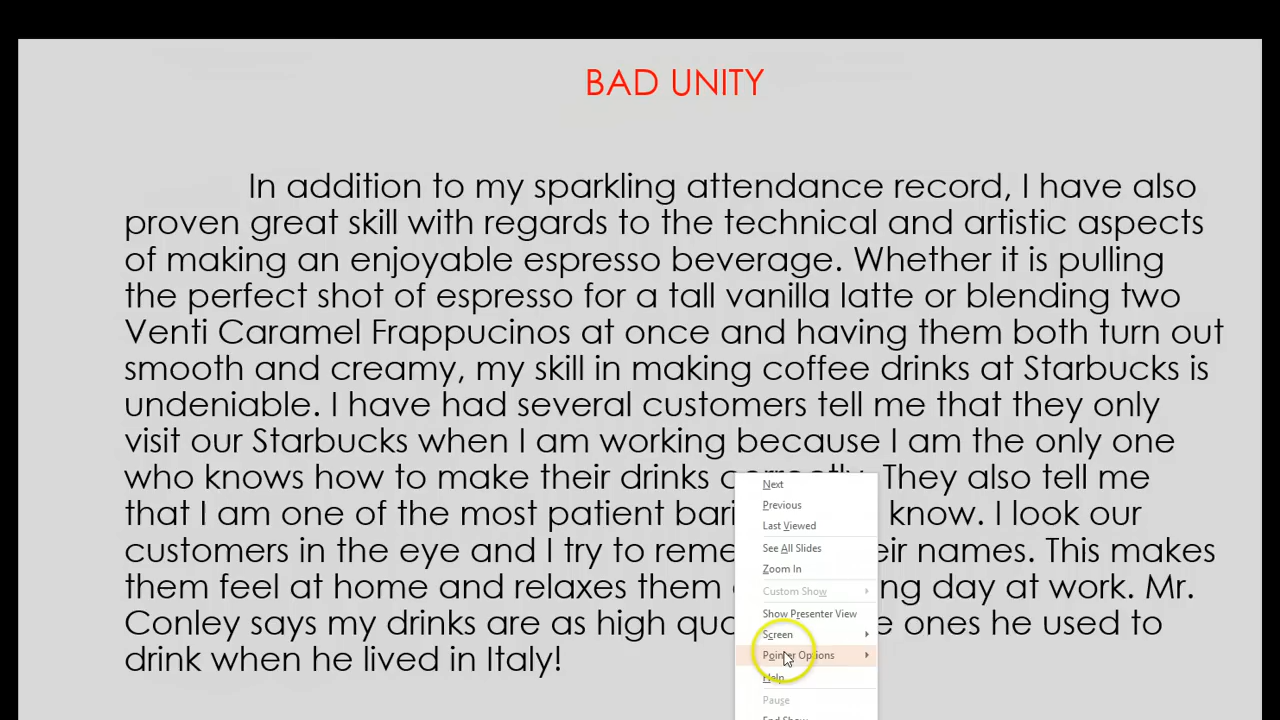 BAD UNITY
In addition to my sparkling attendance record, I have also
proven great skill with regards to the technical and artistic aspects
of making an enjoyable espresso beverage. Whether it is pulling
the perfect shot of espresso for a tall vanilla latte or blending two
Venti Caramel Frappucinos at once and having them both turn out
smooth and creamy, my skill in making coffee drinks at Starbucks is
undeniable. I have had several customers tell me that they only
visit our Starbucks when I am working because I am the only one
who knows how to make their drinks correctly. They also tell me
that I am one of the most patient know. I look our
customers in the eye and I try to names. This makes
them feel at home and relaxes them day at work. Mr.
Conley says my drinks are as high ones he used to
drink when he lived in Italy!
Next
Previous
Last Viewed
See All Slides
Zoom In
Custom Show
Show Presenter View
Screen
Pointer Options
Help
Pause
End Show